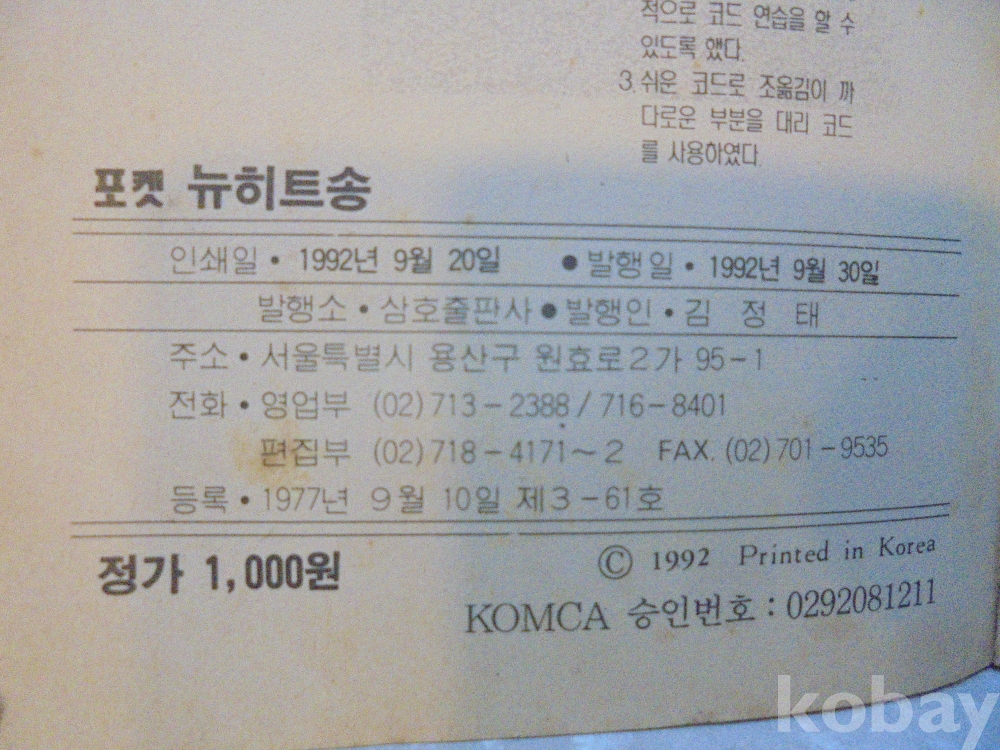 적으로 코드 연습을 할 수
있도록 했다.
3. 쉬운 코드로 조옮김이 까
다로운 부분을 대리 코드
를 사용하였다.
포켓 뉴히트송
인쇄일 • 1992년 9월 20일 ● 발행일 • 1992년 9월 30일
발행소 • 삼호출판사 ● 발행인 • 김 정 태
주소 • 서울특별시 용산구 원효로2가 95-1
전화 • 영업부 (02)713-2388/716-8401
편집부 (02)718-4171~2 FAX. (02)701-9535
등록 • 1977년 9월 10일 제3-61호
정가 1,000원
© 1992 Printed in Korea
KOMCA 승인번호 : 0292081211
kobay